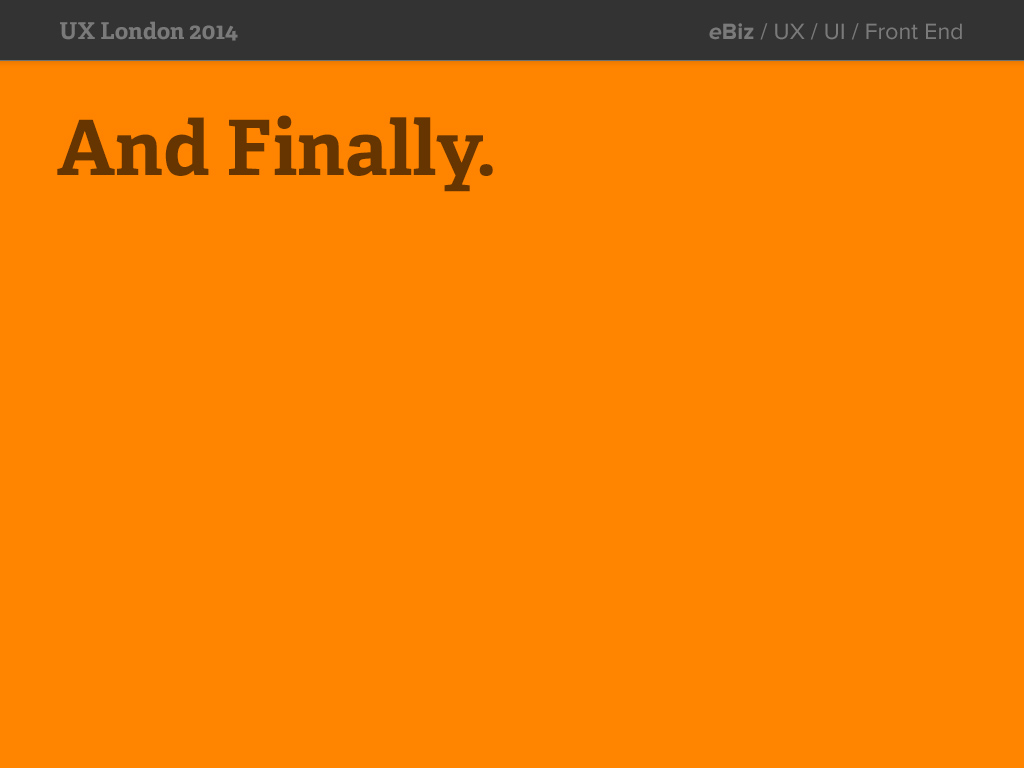 UX London 2014
eBiz / UX / UI / Front End
And Finally.